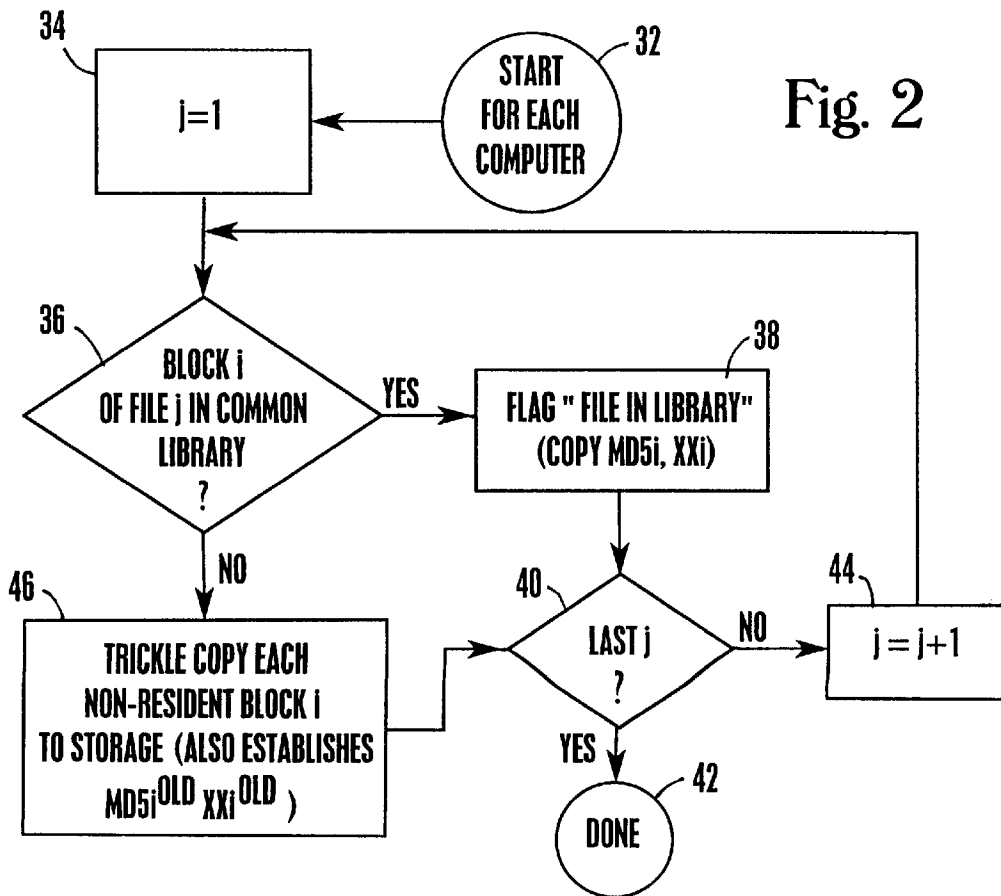 34
j=1
32
START
FOR EACH
COMPUTER
Fig. 2
36
BLOCK i
OF FILE j IN COMMON
LIBRARY
?
YES
38
FLAG " FILE IN LIBRARY"
(COPY MD5i, XXi)
NO
46
TRICKLE COPY EACH
NON-RESIDENT BLOCK i
TO STORAGE (ALSO ESTABLISHES
MD5i^OLD XXi^OLD )
40
LAST j
?
NO
44
j = j+1
YES
42
DONE